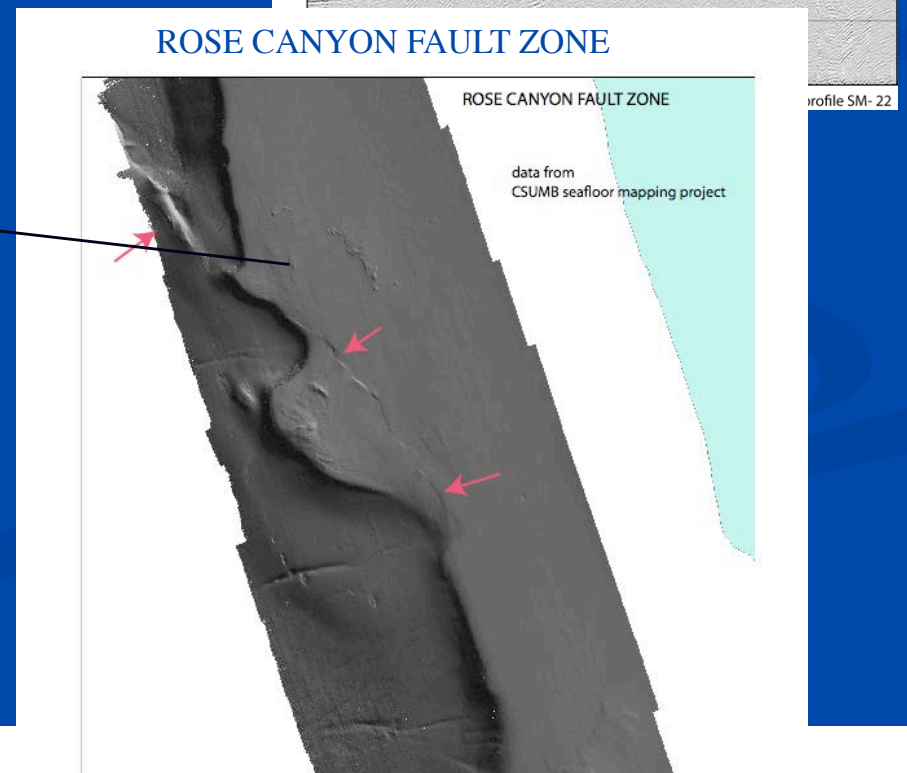 ROSE CANYON FAULT ZONE
ROSE CANYON FAULT ZONE
rofile SM- 22
data from
CSUMB seafloor mapping project